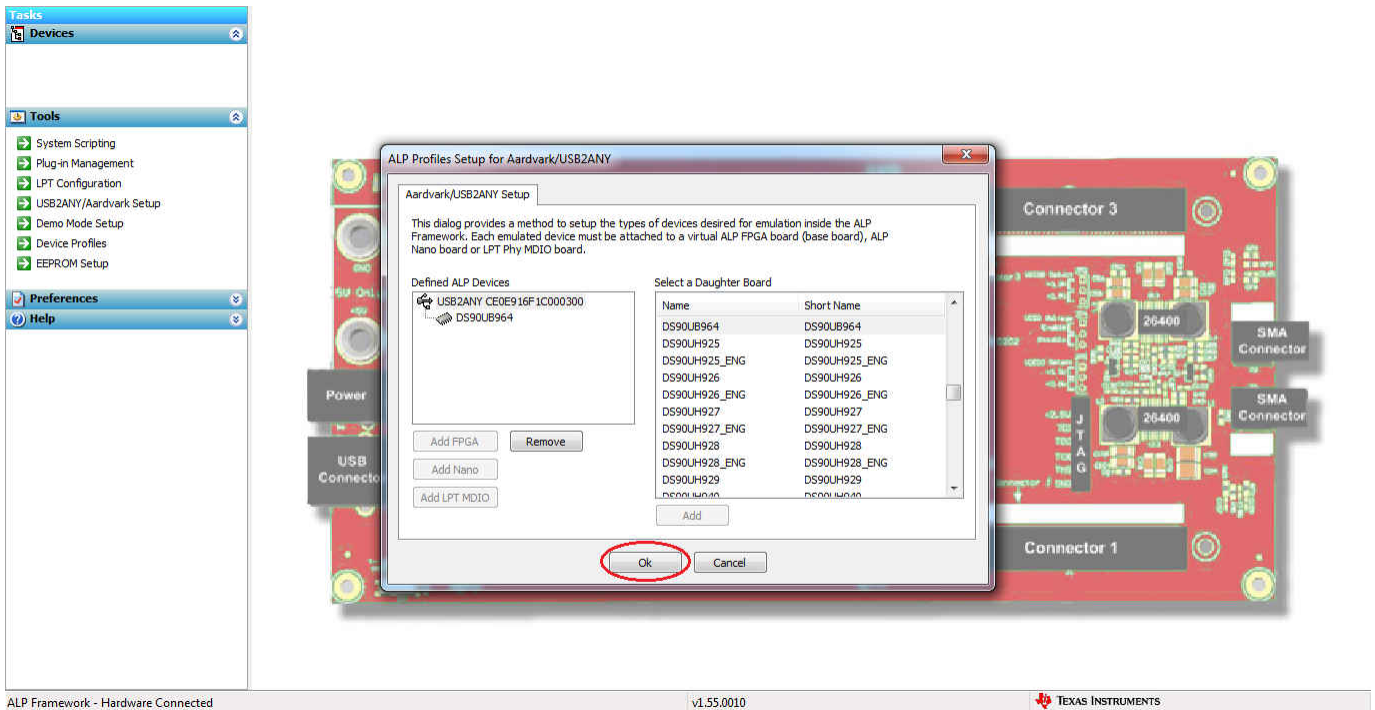 Tasks
Devices
Tools
System Scripting
Plug-in Management
LPT Configuration
USB2ANY/Aardvark Setup
Demo Mode Setup
Device Profiles
EEPROM Setup
Preferences
Help
ALP Profiles Setup for Aardvark/USB2ANY
Aardvark/USB2ANY Setup
This dialog provides a method to setup the types of devices desired for emulation inside the ALP
Framework. Each emulated device must be attached to a virtual ALP FPGA board (base board), ALP
Nano board or LPT Phy MDIO board.
Defined ALP Devices
USB2ANY CE0E916F1C000300
DS90UB964
Add FPGA
Remove
Add Nano
Add LPT MDIO
Select a Daughter Board
Name Short Name
DS90UB964 DS90UB964
DS90UH925 DS90UH925
DS90UH925_ENG DS90UH925_ENG
DS90UH926 DS90UH926
DS90UH926_ENG DS90UH926_ENG
DS90UH927 DS90UH927
DS90UH927_ENG DS90UH927_ENG
DS90UH928 DS90UH928
DS90UH928_ENG DS90UH928_ENG
DS90UH929 DS90UH929
DS90UH940 DS90UH940
Add
Ok
Cancel
Power
USB
Connecto
GND
Connector 3
26400
SMA
Connector
SMA
Connector
26400
JTAG
Connector 1
ALP Framework - Hardware Connected
v1.55.0010
TEXAS INSTRUMENTS